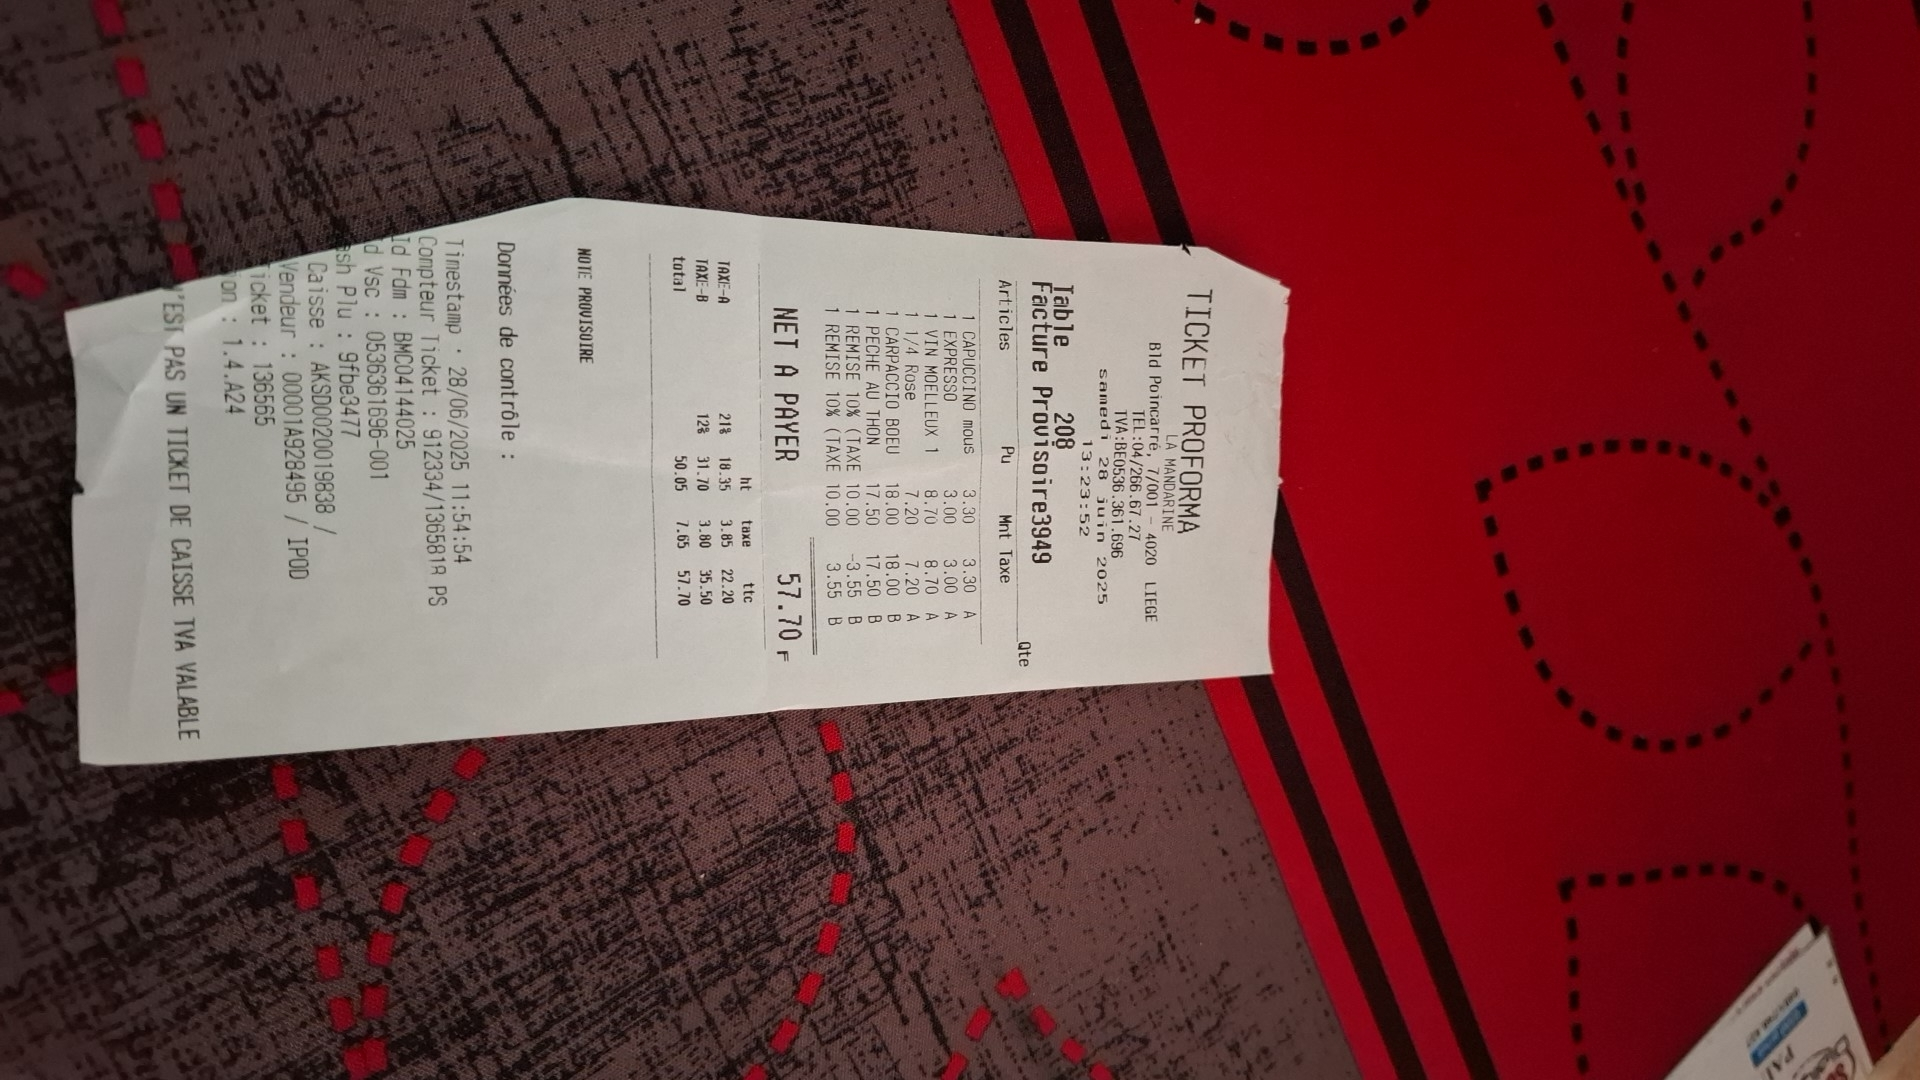 TICKET PROFORMA
LA MANDARINE
Bld Poincarré, 7/001 - 4020 LIEGE
TEL:04/266.67.27
TVA:BE0536.361.696
samedi 28 juin 2025
13:23:52
Table 208
Facture Provisoire3949
Qte
Articles Pu Mnt Taxe
1 CAPUCCINO mous 3.30 3.30 A
1 EXPRESSO 3.00 3.00 A
1 VIN MOELLEUX 1 8.70 8.70 A
1 1/4 Rose 7.20 7.20 A
1 CARPACCIO BOEU 18.00 18.00 B
1 PECHE AU THON 17.50 17.50 B
1 REMISE 10% (TAXE 10.00 -3.55 B
1 REMISE 10% (TAXE 10.00 3.55 B
NET A PAYER 57.70 F
ht taxe ttc
TAXE-A 21% 18.35 3.85 22.20
TAXE-B 12% 31.70 3.80 35.50
total 50.05 7.65 57.70
NOTE PROVISOIRE
Données de contrôle :
Timestamp : 28/06/2025 11:54:54
Compteur Ticket : 912334/1365818 PS
Id Fdm : BMC04144025
d Vsc : 0536361696-001
sh Plu : 9fbe3477
Caisse : AKSD0020019838 /
Vendeur : 00001A928495 / IPOD
icket : 136565
on : 1.4.A24
'EST PAS UN TICKET DE CAISSE TVA VALABLE